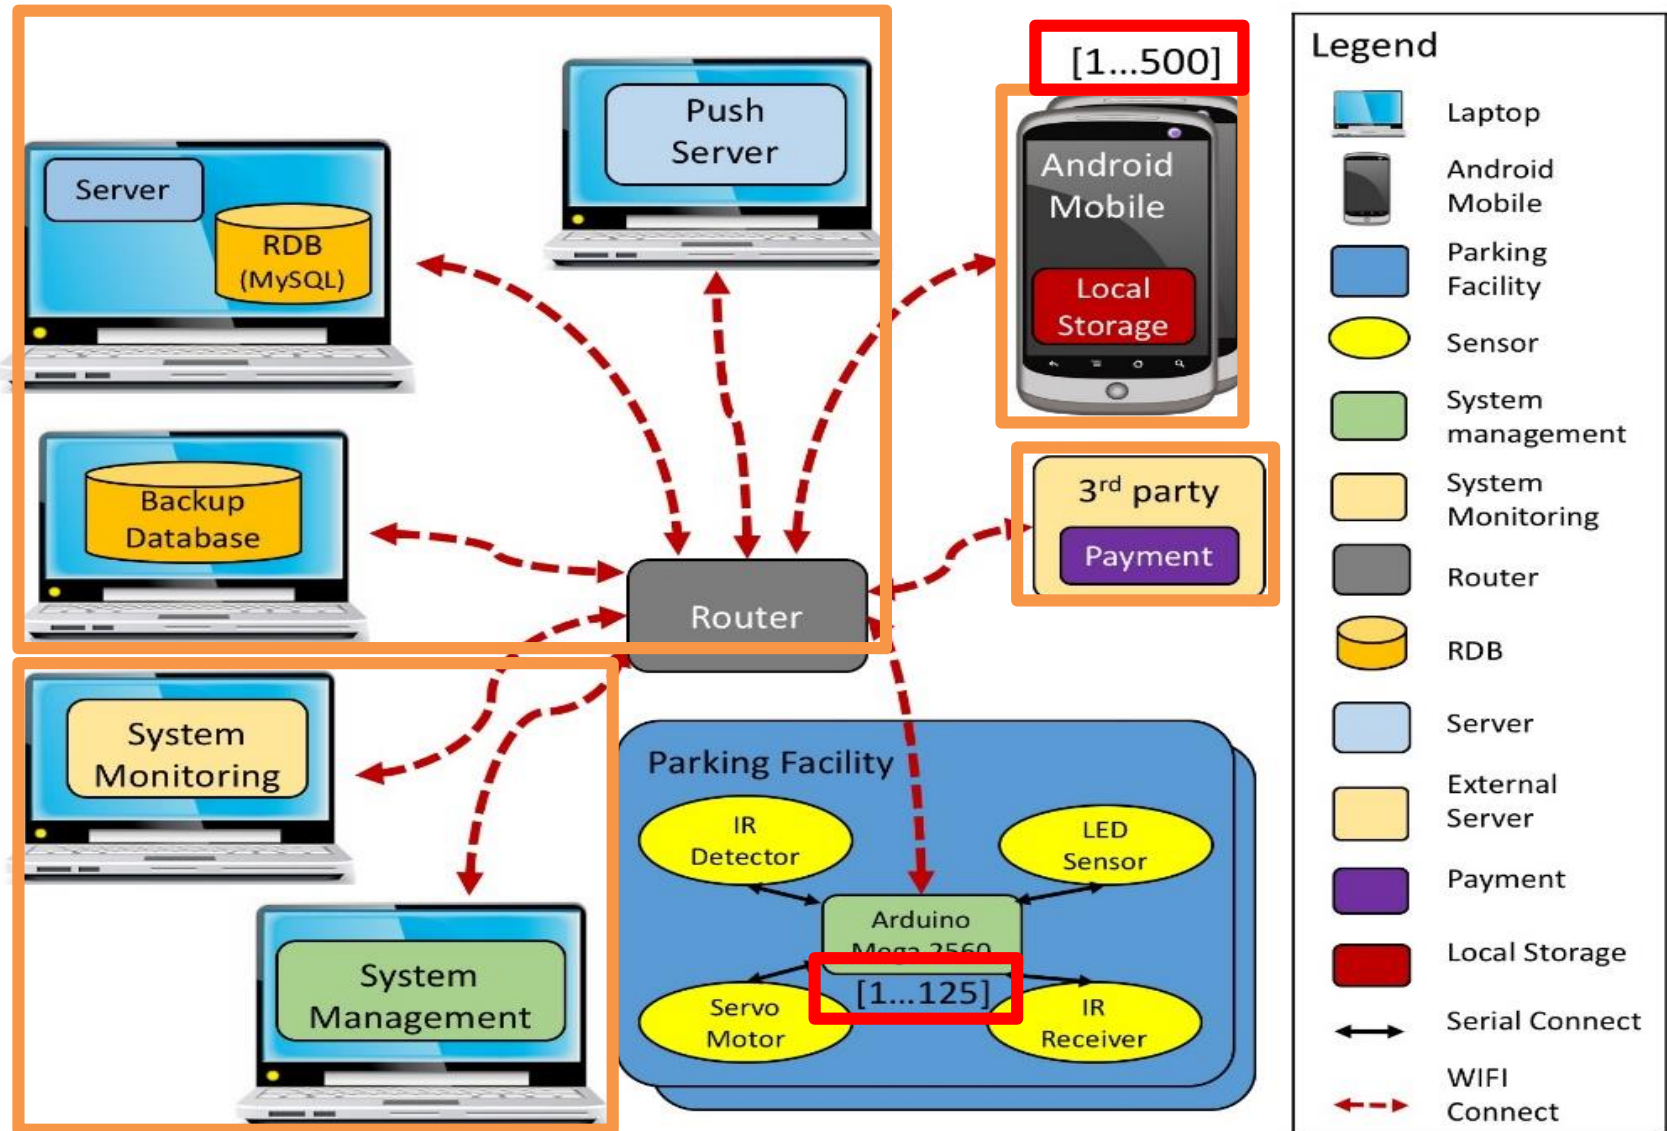 [1...500]
Push
Server
Server
RDB
(MySQL)
Android
Mobile
Local
Storage
Backup
Database
3rd party
Payment
Router
System
Monitoring
System
Management
Parking Facility
IR
Detector
LED
Sensor
Arduino
Mega 2560
[1...125]
Servo
Motor
IR
Receiver
Legend
Laptop
Android
Mobile
Parking
Facility
Sensor
System
management
System
Monitoring
Router
RDB
Server
External
Server
Payment
Local Storage
Serial Connect
WIFI
Connect